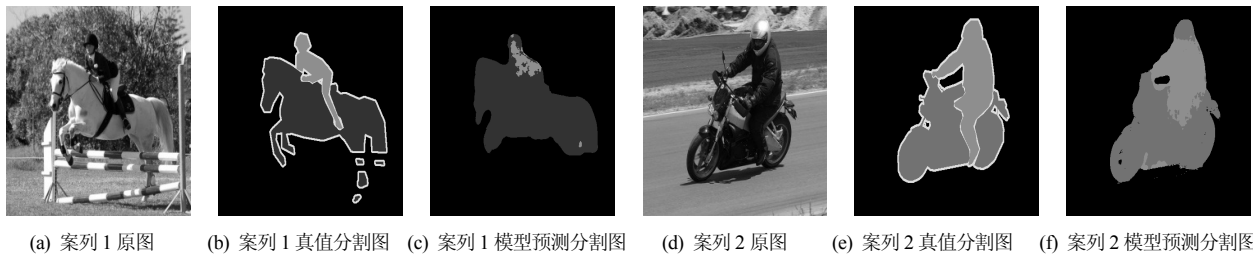 (a) 案列 1 原图 (b) 案列 1 真值分割图 (c) 案列 1 模型预测分割图 (d) 案列 2 原图 (e) 案列 2 真值分割图 (f) 案列 2 模型预测分割图